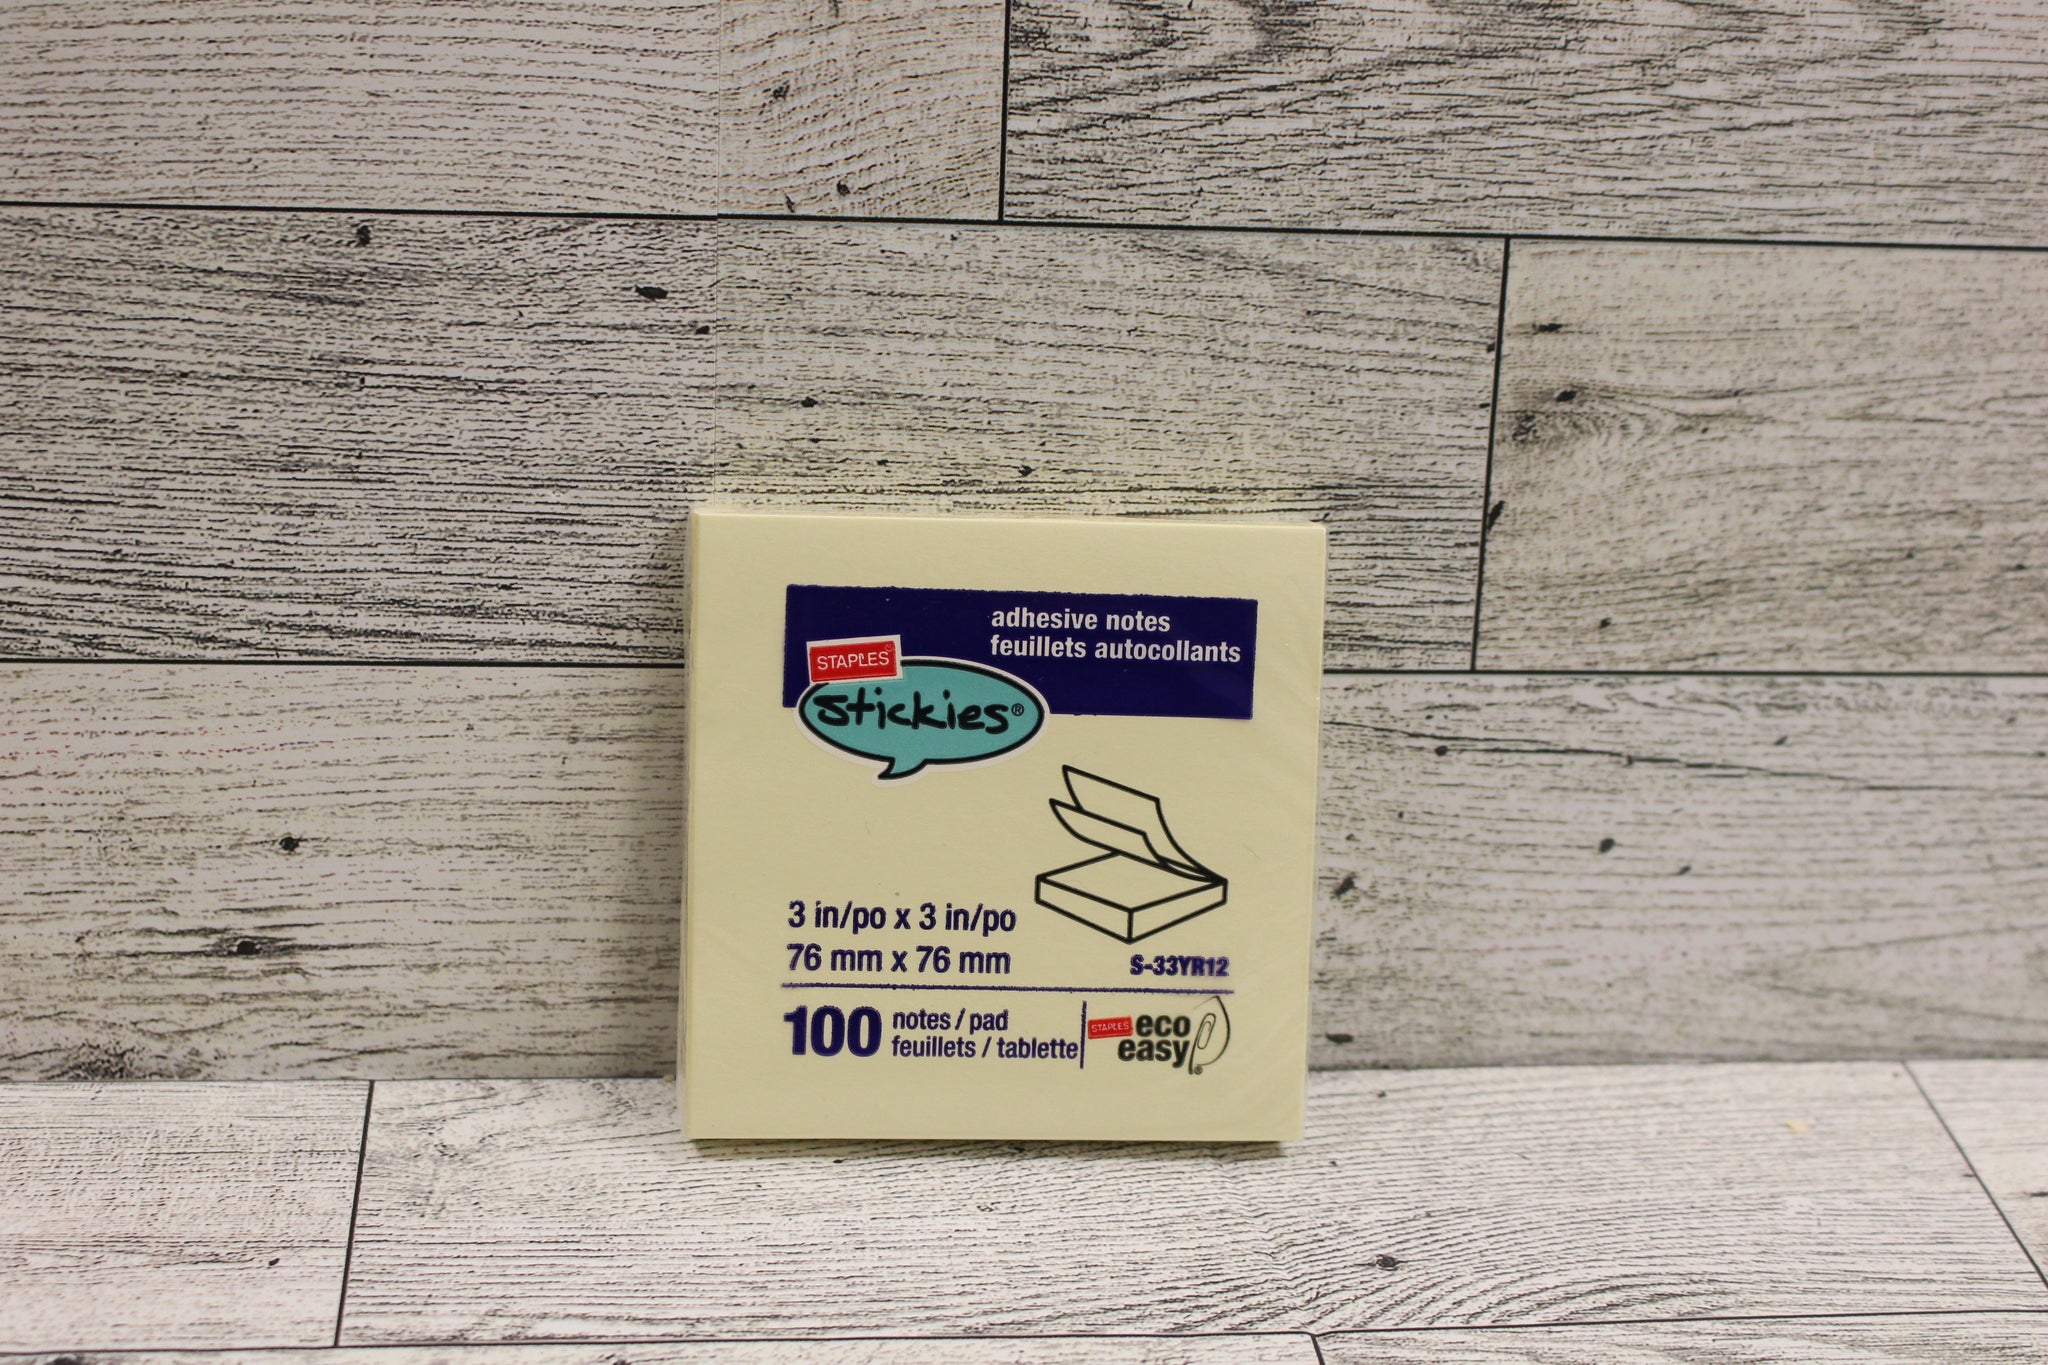 adhesive notes
feuillets autocollants
STAPLES
stickies®
3 in/po x 3 in/po
76 mm x 76 mm
S-33YR12
100 notes / pad
feuillets / tablette
STAPLES eco
easy®